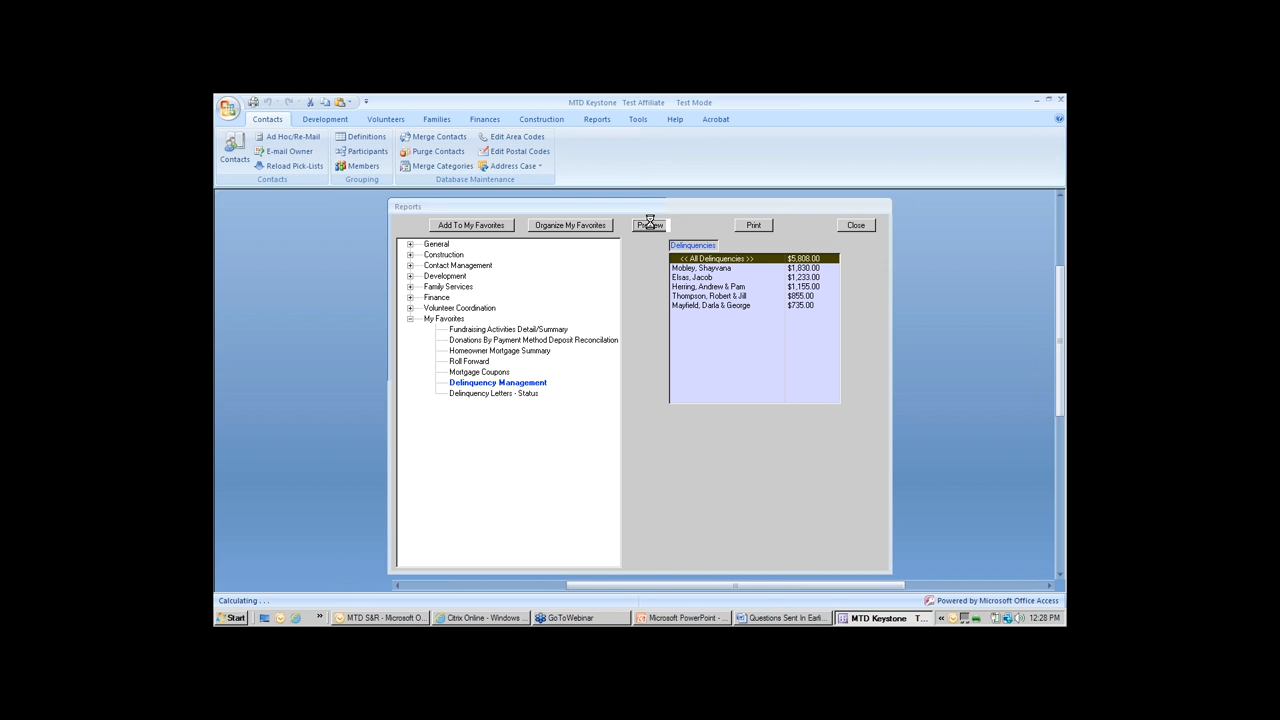 MTD Keystone Test Affiliate Test Mode
Contacts Development Volunteers Families Finances Construction Reports Tools Help Acrobat
Contacts
Ad Hoc/Re-Mail
E-mail Owner
Reload Pick-Lists
Contacts
Definitions
Participants
Members
Grouping
Merge Contacts
Purge Contacts
Merge Categories
Edit Area Codes
Edit Postal Codes
Address Case
Database Maintenance
Reports
Add To My Favorites Organize My Favorites Preview Print Close
General
Construction
Contact Management
Development
Family Services
Finance
Volunteer Coordination
My Favorites
Fundraising Activities Detail/Summary
Donations By Payment Method Deposit Reconcilation
Homeowner Mortgage Summary
Roll Forward
Mortgage Coupons
Delinquency Management
Delinquency Letters - Status
Delinquencies
<< All Delinquencies >> $5,808.00
Mobley, Shayvana $1,830.00
Elsas, Jacob $1,233.00
Herring, Andrew & Pam $1,155.00
Thompson, Robert & Jill $855.00
Mayfield, Darla & George $735.00
Calculating . . .
Powered by Microsoft Office Access
Start » MTD S&R - Microsoft O... Citrix Online - Windows ... GoToWebinar Microsoft PowerPoint - ... Questions Sent In Earli... MTD Keystone T... « 12:28 PM